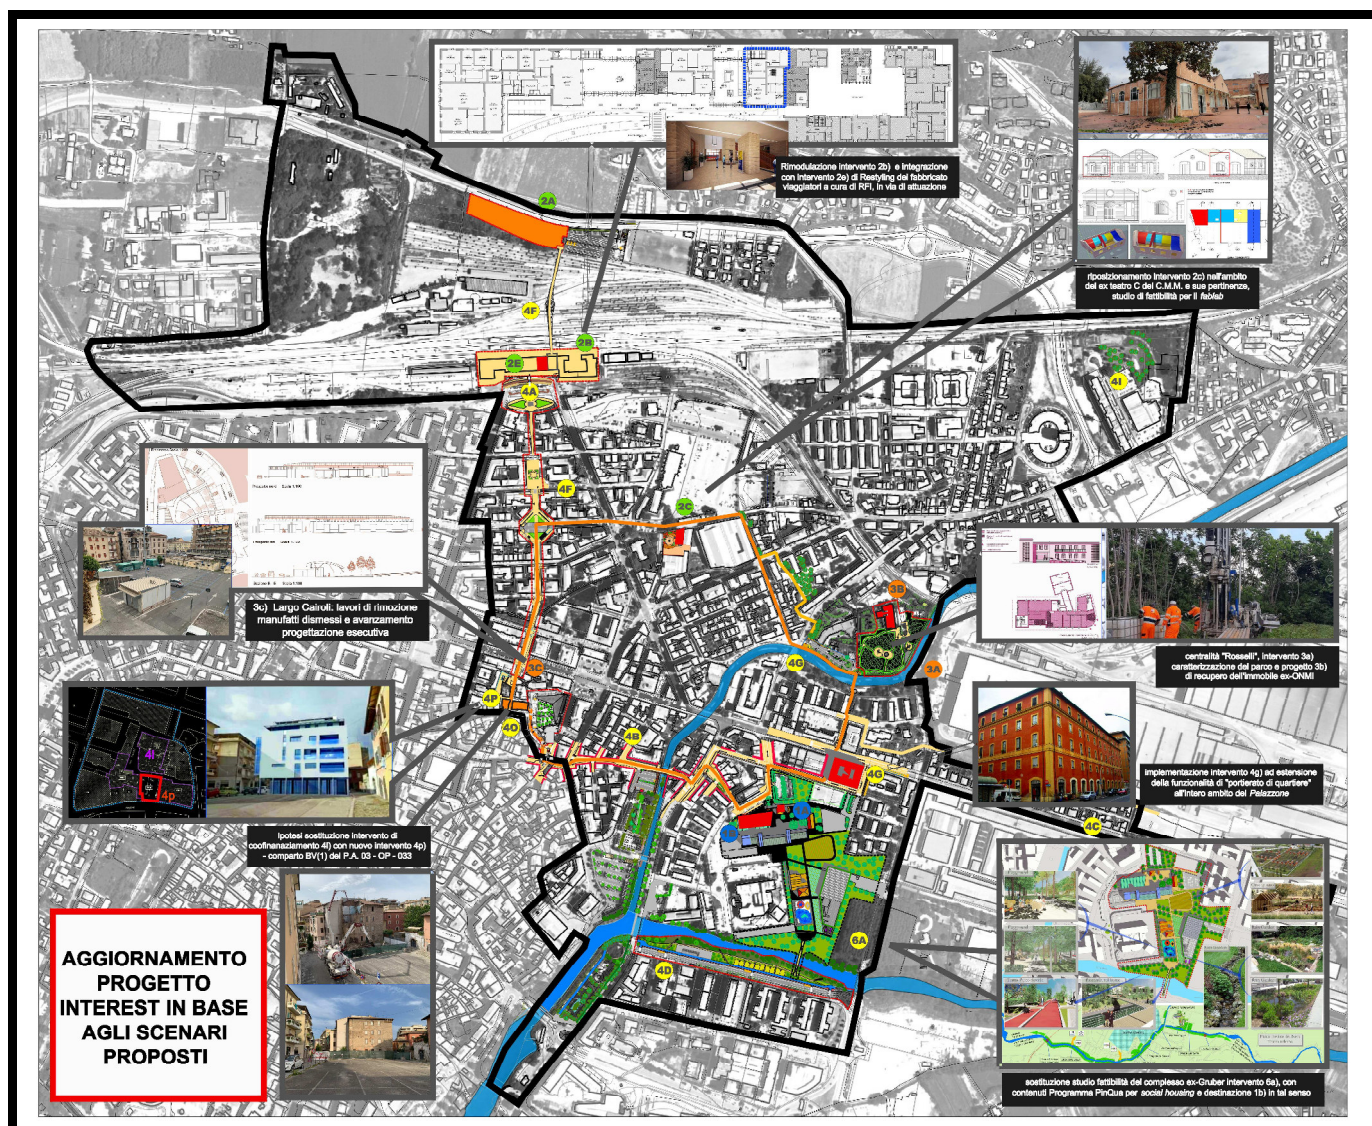 Rimodulazione intervento 2b) e integrazione
con intervento 2e) di Restyling del fabbricato
viaggiatori a cura di RFI, in via di attuazione
riposizionamento intervento 2c) nell'ambito
del ex teatro C del C.M.M. e sue pertinenze,
studio di fattibilità per il fablab
2A
4F
2B
2E
4A
4I
4F
2C
3c) Largo Cairoli: lavori di rimozione
manufatti dismessi e avanzamento
progettazione esecutiva
3B
3A
4G
3C
centralità "Rosselli", intervento 3a)
caratterizzazione del parco e progetto 3b)
di recupero dell'immobile ex-ONMI
4P
4O
4B
4G
4l
4p
implementazione intervento 4g) ad estensione
della funzionalità di "portierato di quartiere"
all'intero ambito del Palazzone
4C
Ipotesi sostituzione intervento di
coofinanaziamento 4l) con nuovo intervento 4p)
- comparto BV(1) del P.A. 03 - OP - 033
6A
4D
AGGIORNAMENTO
PROGETTO
INTEREST IN BASE
AGLI SCENARI
PROPOSTI
sostituzione studio fattibilità del complesso ex-Gruber intervento 6a), con
contenuti Programma PinQua per social housing e destinazione 1b) in tal senso